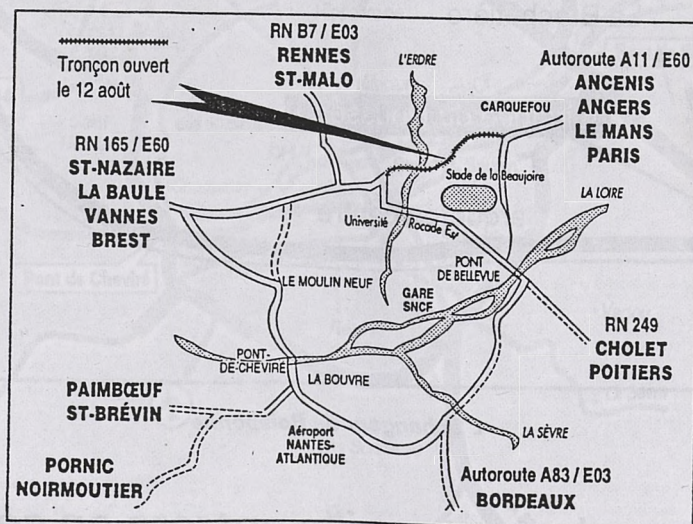 RN B7 / E03
RENNES
ST-MALO
L'ERDRE
Autoroute A11 / E60
ANCENIS
ANGERS
LE MANS
PARIS
Tronçon ouvert
le 12 août
CARQUEFOU
RN 165 / E60
ST-NAZAIRE
LA BAULE
VANNES
BREST
Stade de la Beaujoire
LA LOIRE
Université
Rocade Est
LE MOULIN NEUF
PONT
DE BELLEVUE
GARE
SNCF
RN 249
CHOLET
POITIERS
PONT-
DE-CHEVIRE
LA BOUVRE
PAIMBŒUF
ST-BRÉVIN
Aéroport
NANTES-
ATLANTIQUE
LA SÈVRE
PORNIC
NOIRMOUTIER
Autoroute A83 / E03
BORDEAUX